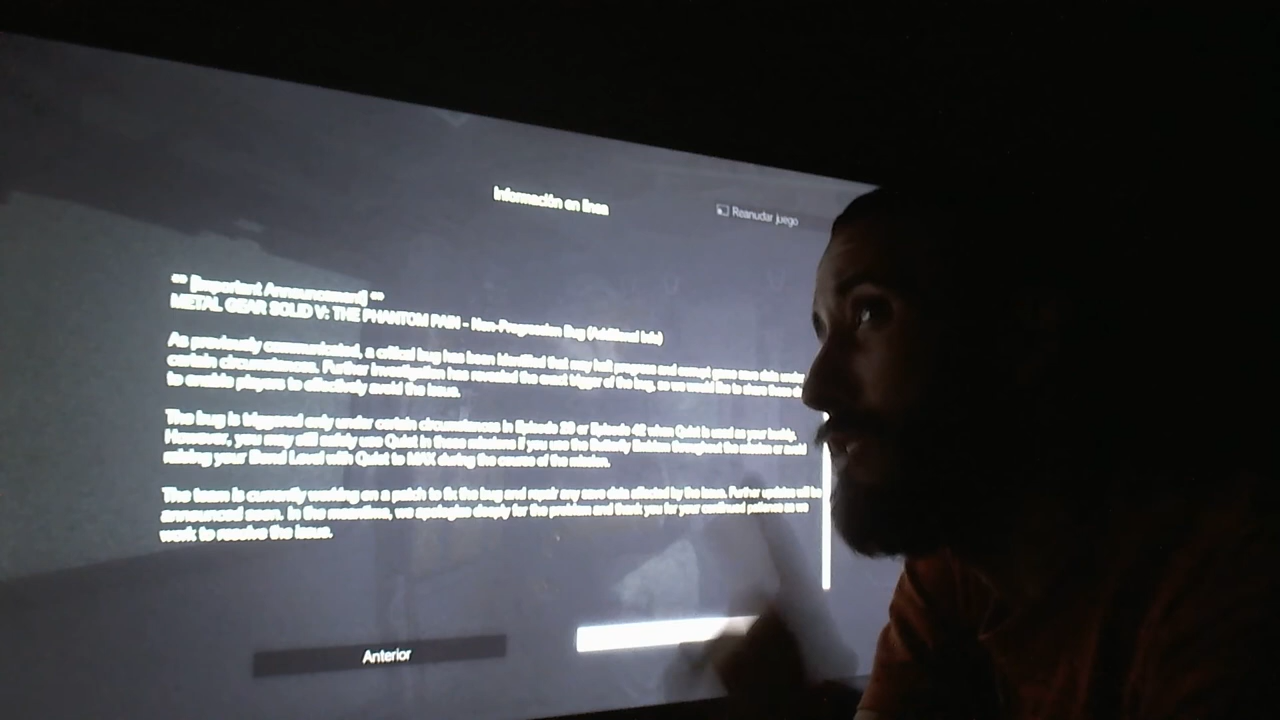 Información en línea
Reanudar juego
== [Important Announcement] ==
METAL GEAR SOLID V: THE PHANTOM PAIN - Non-Progression Bug (Additional Info)
As previously communicated, a critical bug has been identified that may halt progress and corrupt game save data under
certain circumstances. Further investigation has revealed the exact trigger of the bug, so we would like to share these
to enable players to effectively avoid the issue.
The bug is triggered only under certain circumstances in Episode 29 or Episode 42 when Quiet is used as your buddy.
However, you may still safely use Quiet in these missions if you use the Butterfly Emblem throughout the mission or avoid
raising your Bond Level with Quiet to MAX during the course of the mission.
The team is currently working on a patch to fix the bug and repair any save data affected by the issue. Further updates will be
announced soon. In the meantime, we apologize deeply for the problem and thank you for your continued patience as we
work to resolve the issue.
Anterior